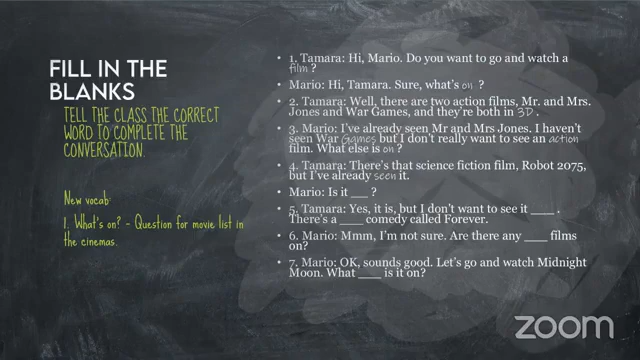 FILL IN THE
BLANKS
TELL THE CLASS THE CORRECT
WORD TO COMPLETE THE
CONVERSATION.
New vocab:
1. What's on? - Question for movie list in
the cinemas.
• 1. Tamara: Hi, Mario. Do you want to go and watch a
film ?
• Mario: Hi, Tamara. Sure, what's on ?
• 2. Tamara: Well, there are two action films, Mr. and Mrs.
Jones and War Games, and they're both in 3D .
• 3. Mario: I've already seen Mr and Mrs Jones. I haven't
seen War Games but I don't really want to see an action
film. What else is on ?
• 4. Tamara: There's that science fiction film, Robot 2075,
but I've already seen it.
• Mario: Is it __ ?
• 5. Tamara: Yes, it is, but I don't want to see it ___ .
There's a ___ comedy called Forever.
• 6. Mario: Mmm, I'm not sure. Are there any ___ films
on?
• 7. Mario: OK, sounds good. Let's go and watch Midnight
Moon. What ___ is it on?
zoom